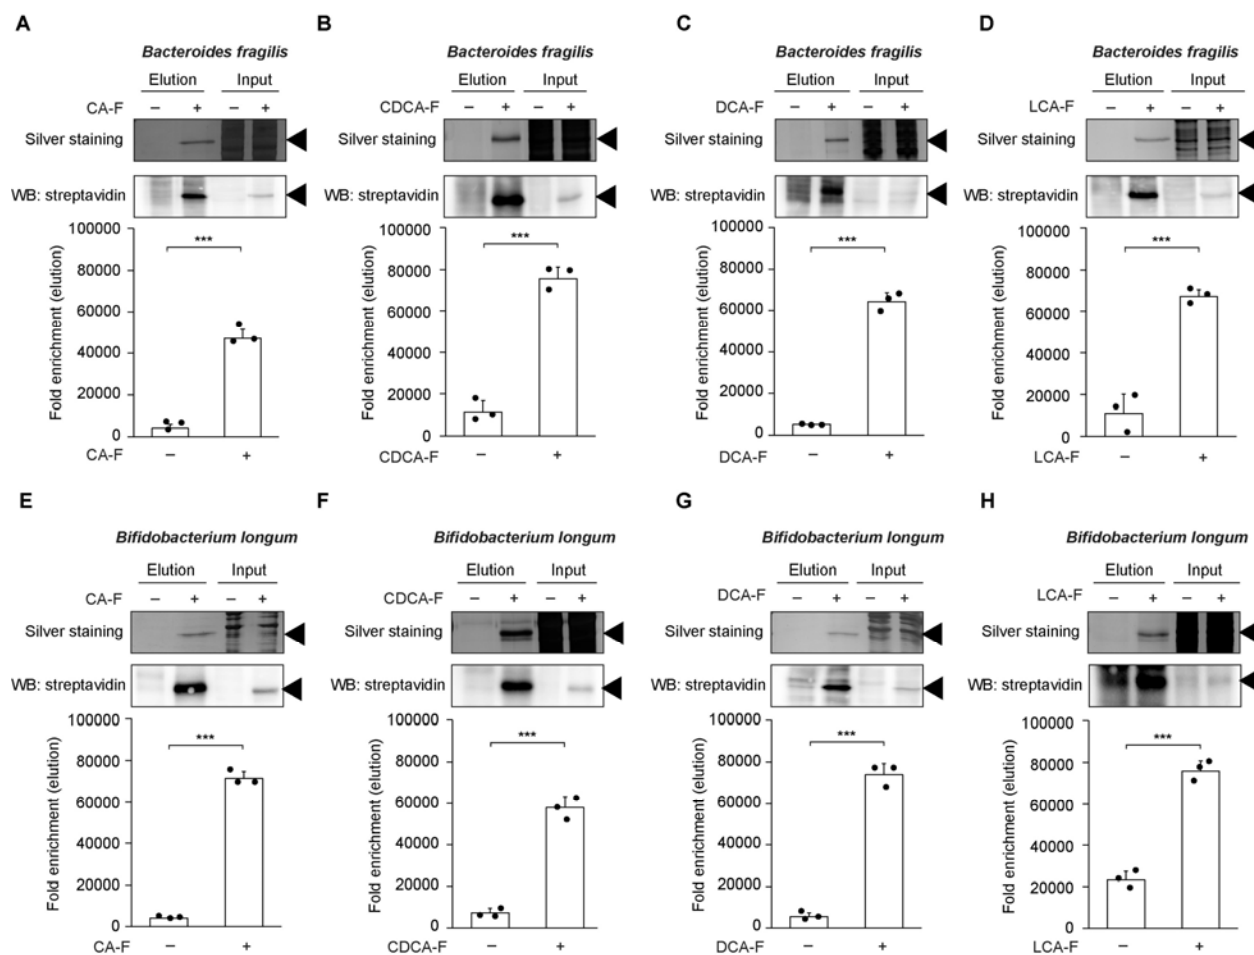 A
Bacteroides fragilis
Elution Input
CA-F – + – +
Silver staining
WB: streptavidin
Fold enrichment (elution)
100000
80000
60000
40000
20000
0
***
CA-F – +
B
Bacteroides fragilis
Elution Input
CDCA-F – + – +
Silver staining
WB: streptavidin
Fold enrichment (elution)
100000
80000
60000
40000
20000
0
***
CDCA-F – +
C
Bacteroides fragilis
Elution Input
DCA-F – + – +
Silver staining
WB: streptavidin
Fold enrichment (elution)
100000
80000
60000
40000
20000
0
***
DCA-F – +
D
Bacteroides fragilis
Elution Input
LCA-F – + – +
Silver staining
WB: streptavidin
Fold enrichment (elution)
100000
80000
60000
40000
20000
0
***
LCA-F – +
E
Bifidobacterium longum
Elution Input
CA-F – + – +
Silver staining
WB: streptavidin
Fold enrichment (elution)
100000
80000
60000
40000
20000
0
***
CA-F – +
F
Bifidobacterium longum
Elution Input
CDCA-F – + – +
Silver staining
WB: streptavidin
Fold enrichment (elution)
100000
80000
60000
40000
20000
0
***
CDCA-F – +
G
Bifidobacterium longum
Elution Input
DCA-F – + – +
Silver staining
WB: streptavidin
Fold enrichment (elution)
100000
80000
60000
40000
20000
0
***
DCA-F – +
H
Bifidobacterium longum
Elution Input
LCA-F – + – +
Silver staining
WB: streptavidin
Fold enrichment (elution)
100000
80000
60000
40000
20000
0
***
LCA-F – +